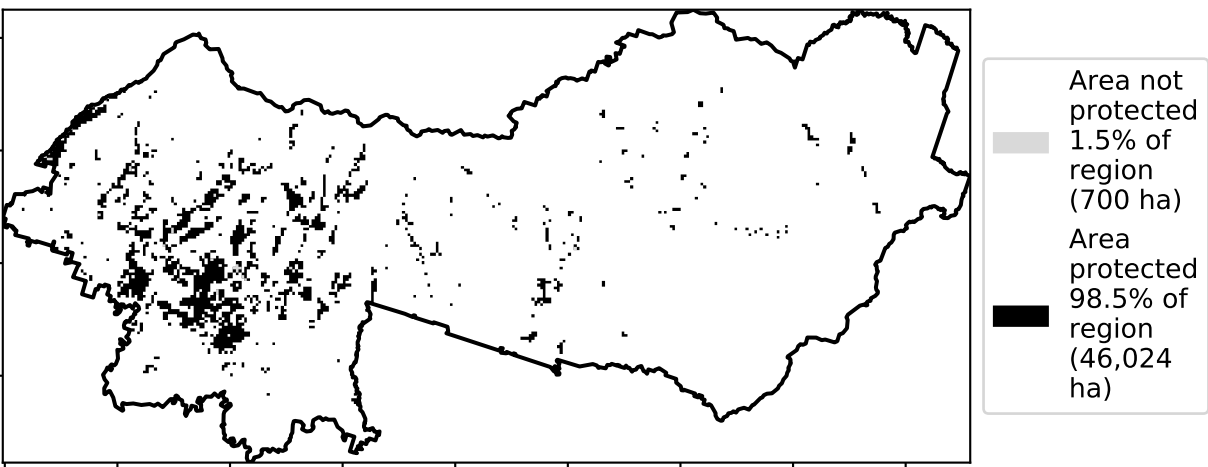 Area not
protected
1.5% of
region
(700 ha)
Area
protected
98.5% of
region
(46,024
ha)